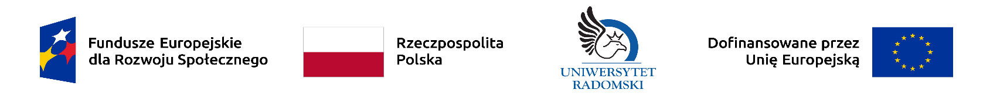 Fundusze Europejskie
dla Rozwoju Społecznego
Rzeczpospolita
Polska
UNIWERSYTET
RADOMSKI
Dofinansowane przez
Unię Europejską